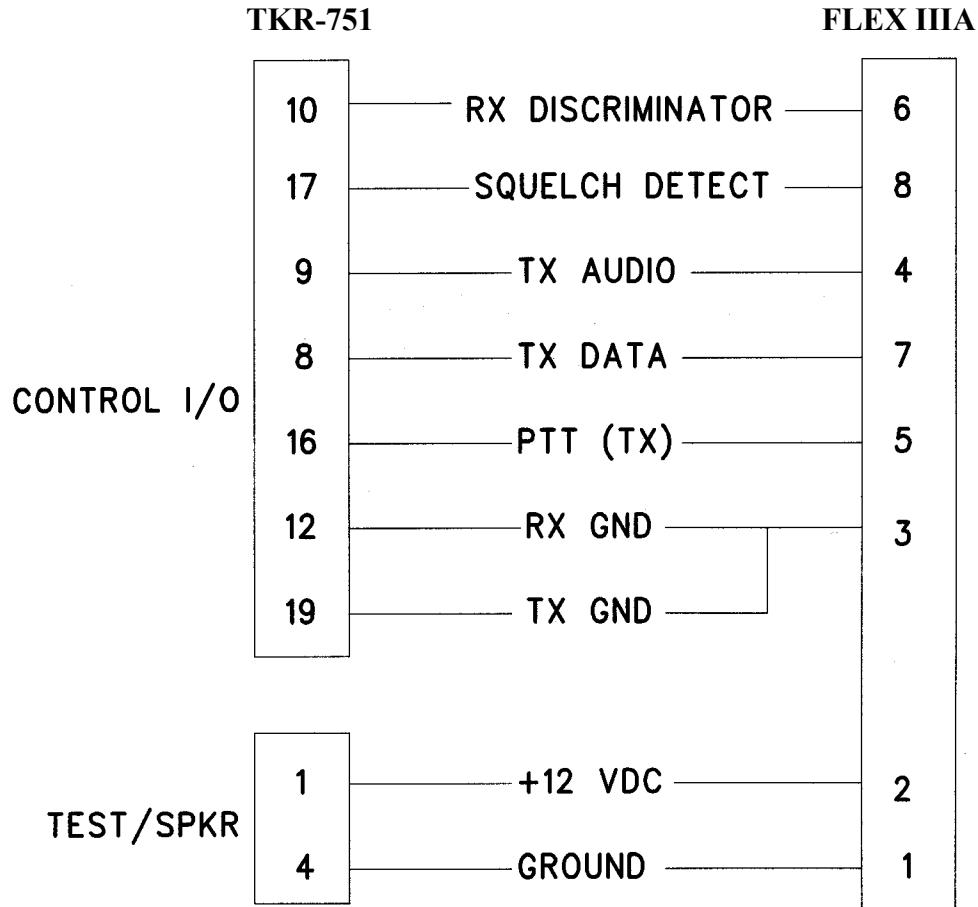 TKR-751 FLEX IIIA
10 RX DISCRIMINATOR 6
17 SQUELCH DETECT 8
9 TX AUDIO 4
8 TX DATA 7
CONTROL I/O
16 PTT (TX) 5
12 RX GND 3
19 TX GND
1 +12 VDC 2
TEST/SPKR
4 GROUND 1